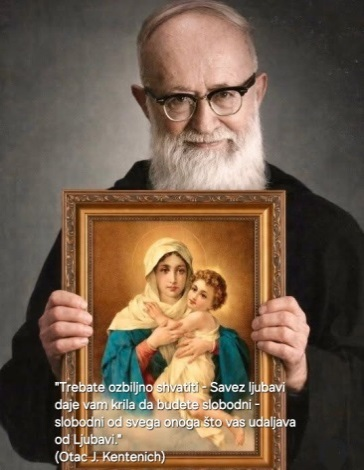 "Trebate ozbiljno shvatiti - Savez ljubavi
daje vam krila da budete slobodni -
slobodni od svega onoga što vas udaljava
od Ljubavi."
(Otac J. Kentenich)